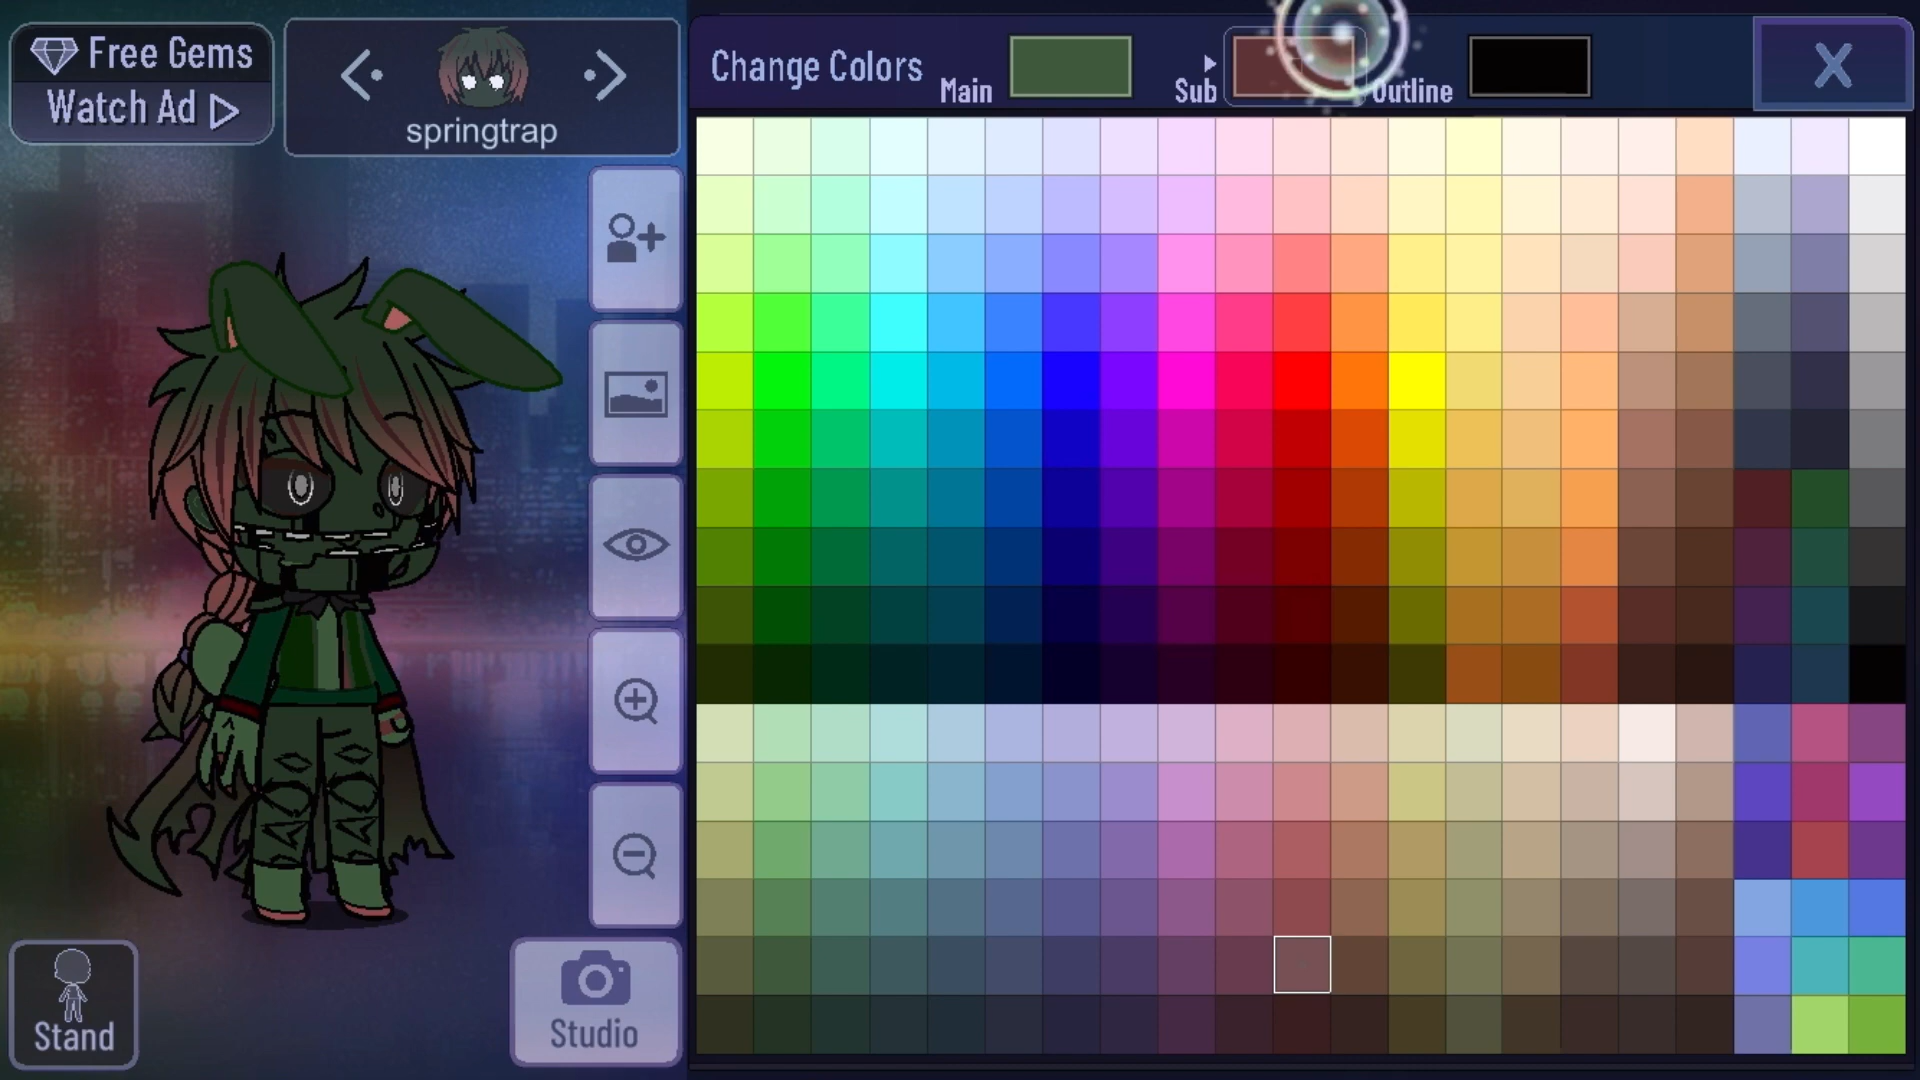 Free Gems
Watch Ad
springtrap
Change Colors
Main
Sub
Outline
X
Stand
Studio